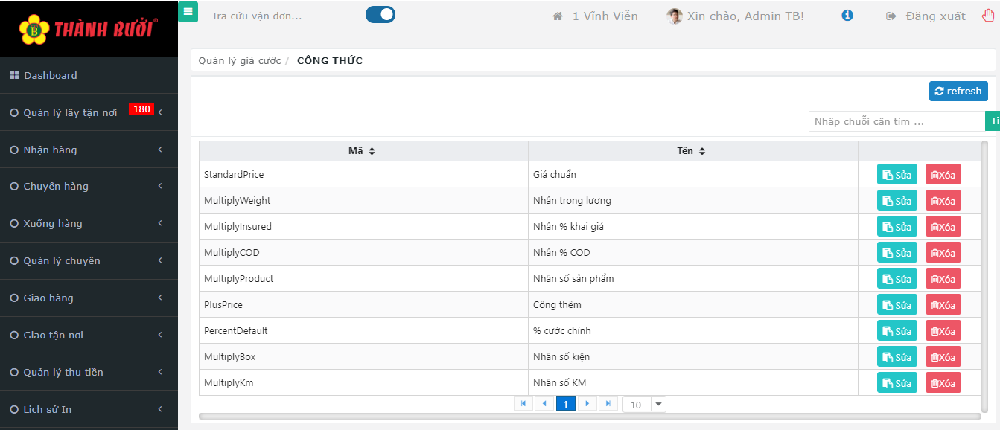 THÀNH BƯỞI®
B
Tra cứu vận đơn...
1 Vĩnh Viễn
Xin chào, Admin TB!
Đăng xuất
Dashboard
Quản lý lấy tận nơi 180
Nhận hàng
Chuyển hàng
Xuống hàng
Quản lý chuyến
Giao hàng
Giao tận nơi
Quản lý thu tiền
Lịch sử In
Quản lý giá cước / CÔNG THỨC
refresh
Nhập chuỗi cần tìm ...
Mã Tên
StandardPrice Giá chuẩn Sửa Xóa
MultiplyWeight Nhân trọng lượng Sửa Xóa
MultiplyInsured Nhân % khai giá Sửa Xóa
MultiplyCOD Nhân % COD Sửa Xóa
MultiplyProduct Nhân số sản phẩm Sửa Xóa
PlusPrice Cộng thêm Sửa Xóa
PercentDefault % cước chính Sửa Xóa
MultiplyBox Nhân số kiện Sửa Xóa
MultiplyKm Nhân số KM Sửa Xóa
1 10